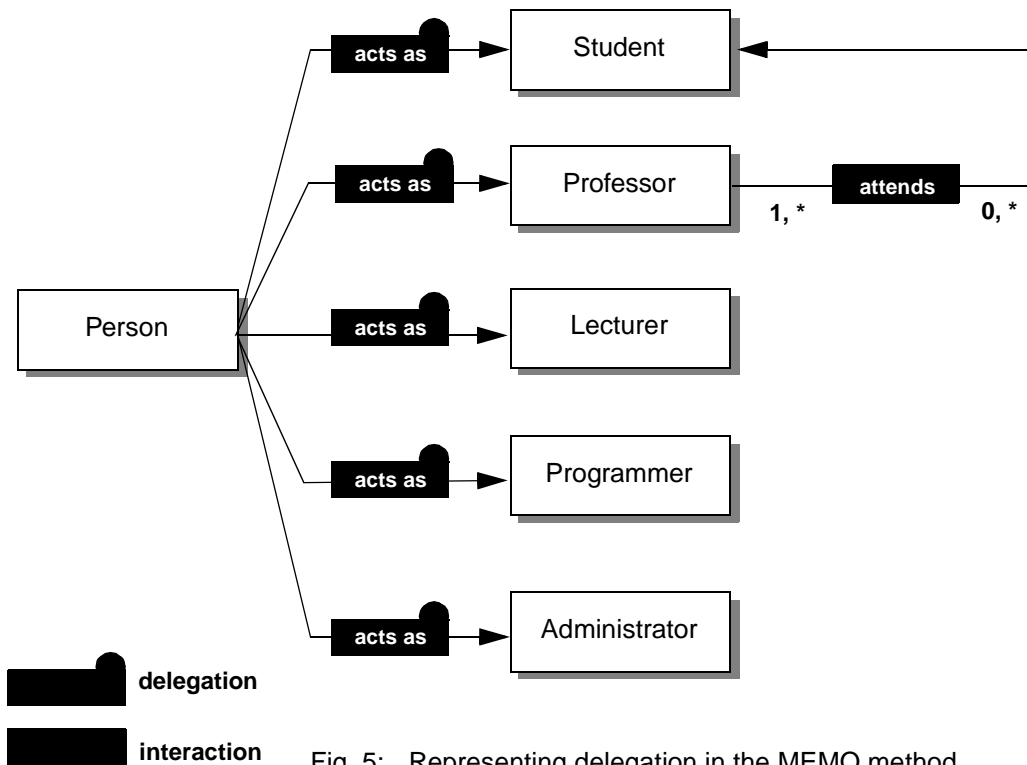 acts as
Student
acts as
Professor
attends
1, *
0, *
Person
acts as
Lecturer
acts as
Programmer
acts as
Administrator
delegation
interaction
Fig. 5: Representing delegation in the MEMO method